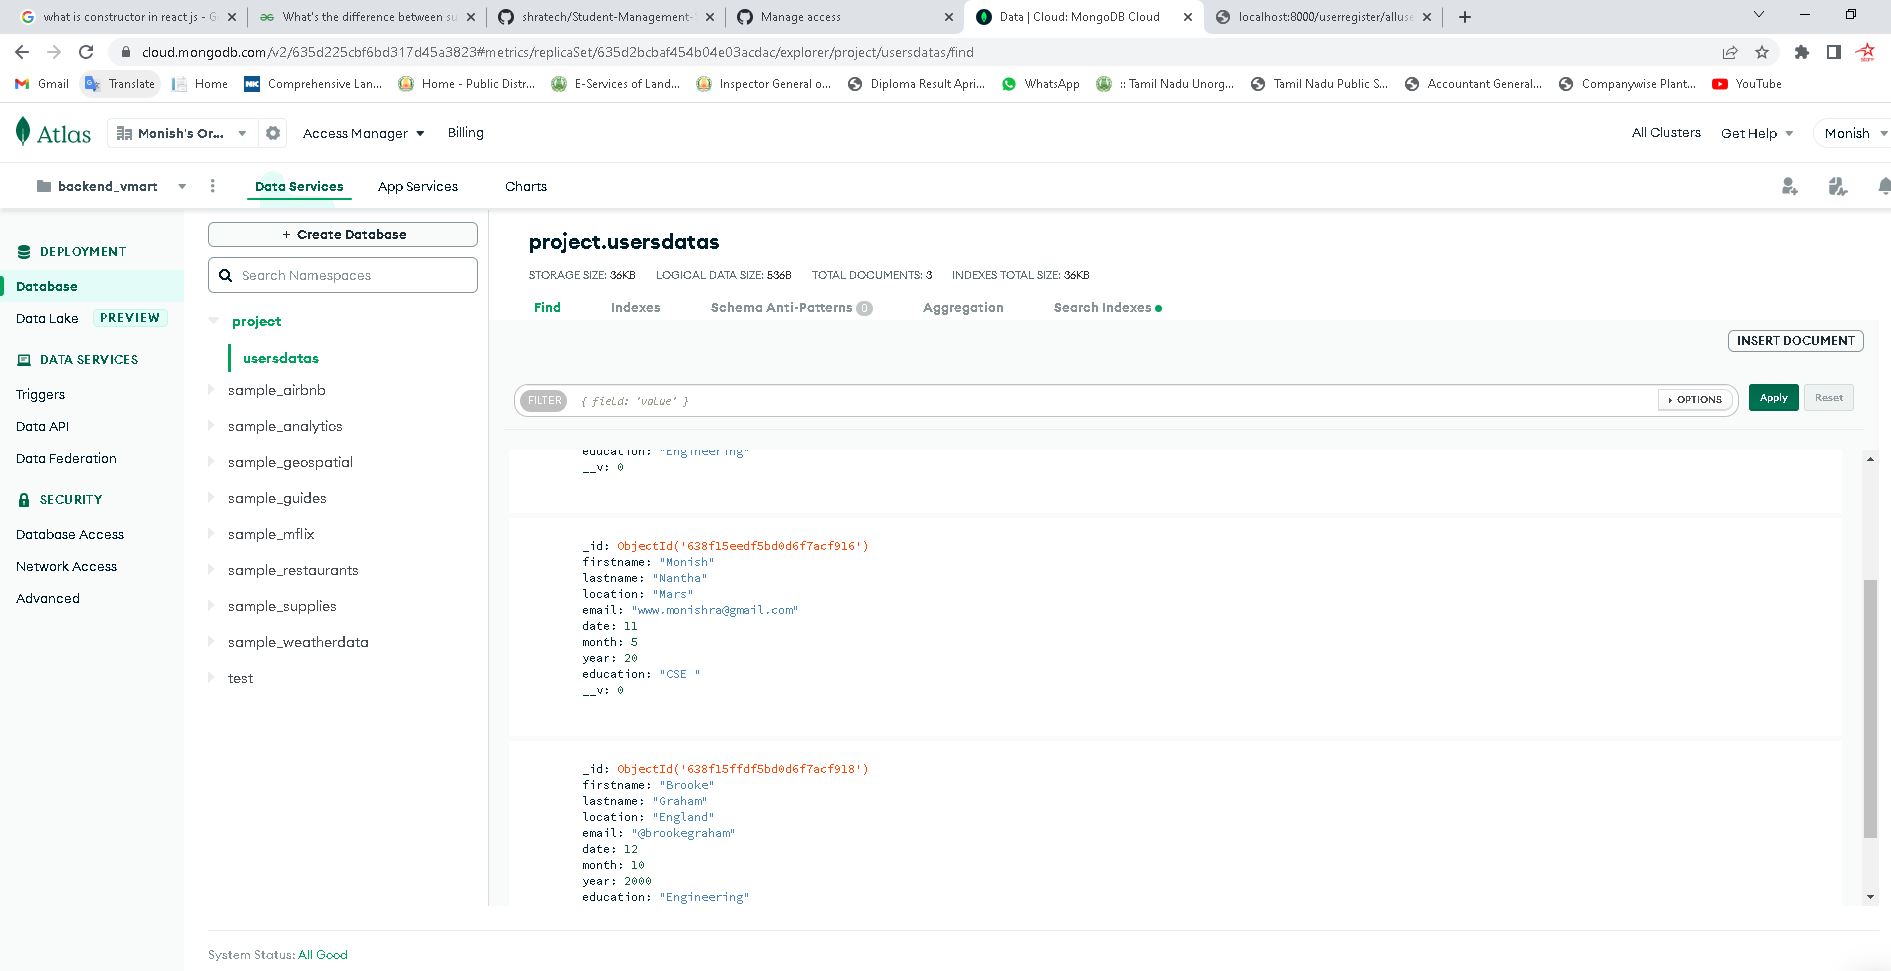 what is constructor in react js - G
What's the difference between su
shratech/Student-Management-
Manage access
Data | Cloud: MongoDB Cloud
localhost:8000/userregister/alluse
cloud.mongodb.com/v2/635d225cbf6bd317d45a3823#metrics/replicaSet/635d2bcbaf454b04e03acdac/explorer/project/usersdatas/find
Gmail
Translate
Home
NK
Comprehensive Lan...
Home - Public Distr...
E-Services of Land...
Inspector General o...
Diploma Result Apri...
WhatsApp
:: Tamil Nadu Unorg...
Tamil Nadu Public S...
Accountant General...
Companywise Plant...
YouTube
Atlas
Monish's Or...
Access Manager
Billing
All Clusters
Get Help
Monish
backend_vmart
Data Services
App Services
Charts
DEPLOYMENT
Database
Data Lake PREVIEW
DATA SERVICES
Triggers
Data API
Data Federation
SECURITY
Database Access
Network Access
Advanced
+ Create Database
Search Namespaces
project
usersdatas
sample_airbnb
sample_analytics
sample_geospatial
sample_guides
sample_mflix
sample_restaurants
sample_supplies
sample_weatherdata
test
project.usersdatas
STORAGE SIZE: 36KB LOGICAL DATA SIZE: 536B TOTAL DOCUMENTS: 3 INDEXES TOTAL SIZE: 36KB
Find Indexes Schema Anti-Patterns 0 Aggregation Search Indexes
INSERT DOCUMENT
FILTER { field: 'value' } OPTIONS Apply Reset
education: "Engineering"
__v: 0
_id: ObjectId('638f15eedf5bd0d6f7acf916')
firstname: "Monish"
lastname: "Nantha"
location: "Mars"
email: "www.monishra@gmail.com"
date: 11
month: 5
year: 20
education: "CSE "
__v: 0
_id: ObjectId('638f15ffdf5bd0d6f7acf918')
firstname: "Brooke"
lastname: "Graham"
location: "England"
email: "@brookegraham"
date: 12
month: 10
year: 2000
education: "Engineering"
System Status: All Good